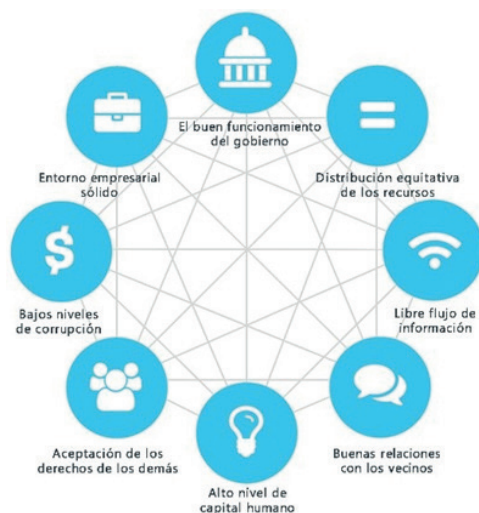 El buen funcionamiento
del gobierno
Entorno empresarial
sólido
Distribución equitativa
de los recursos
Bajos niveles
de corrupción
Libre flujo de
información
Aceptación de los
derechos de los demás
Buenas relaciones
con los vecinos
Alto nivel de
capital humano